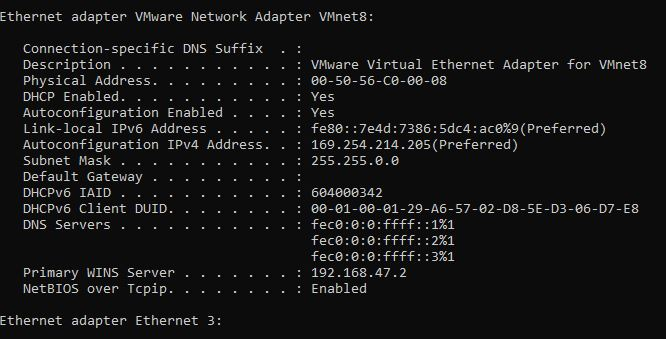 Ethernet adapter VMware Network Adapter VMnet8:
Connection-specific DNS Suffix  . :
Description . . . . . . . . . . . : VMware Virtual Ethernet Adapter for VMnet8
Physical Address. . . . . . . . . : 00-50-56-C0-00-08
DHCP Enabled. . . . . . . . . . . : Yes
Autoconfiguration Enabled . . . . : Yes
Link-local IPv6 Address . . . . . : fe80::7e4d:7386:5dc4:ac0%9(Preferred)
Autoconfiguration IPv4 Address. . : 169.254.214.205(Preferred)
Subnet Mask . . . . . . . . . . . : 255.255.0.0
Default Gateway . . . . . . . . . :
DHCPv6 IAID . . . . . . . . . . . : 604000342
DHCPv6 Client DUID. . . . . . . . : 00-01-00-01-29-A6-57-02-D8-5E-D3-06-D7-E8
DNS Servers . . . . . . . . . . . : fec0:0:0:ffff::1%1
fec0:0:0:ffff::2%1
fec0:0:0:ffff::3%1
Primary WINS Server . . . . . . . : 192.168.47.2
NetBIOS over Tcpip. . . . . . . . : Enabled
Ethernet adapter Ethernet 3: